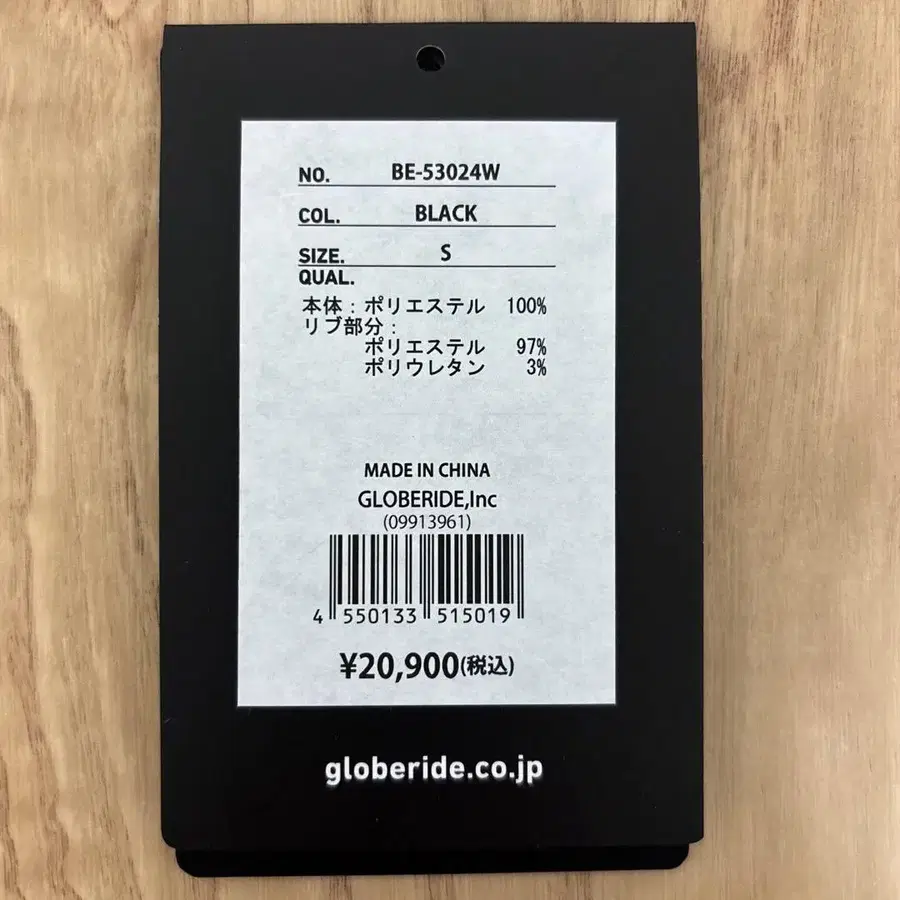 NO. BE-53024W
COL. BLACK
SIZE. S
QUAL.
本体：ポリエステル 100%
リブ部分：
ポリエステル 97%
ポリウレタン 3%
MADE IN CHINA
GLOBERIDE,Inc
(09913961)
4 550133 515019
¥20,900(税込)
globeride.co.jp